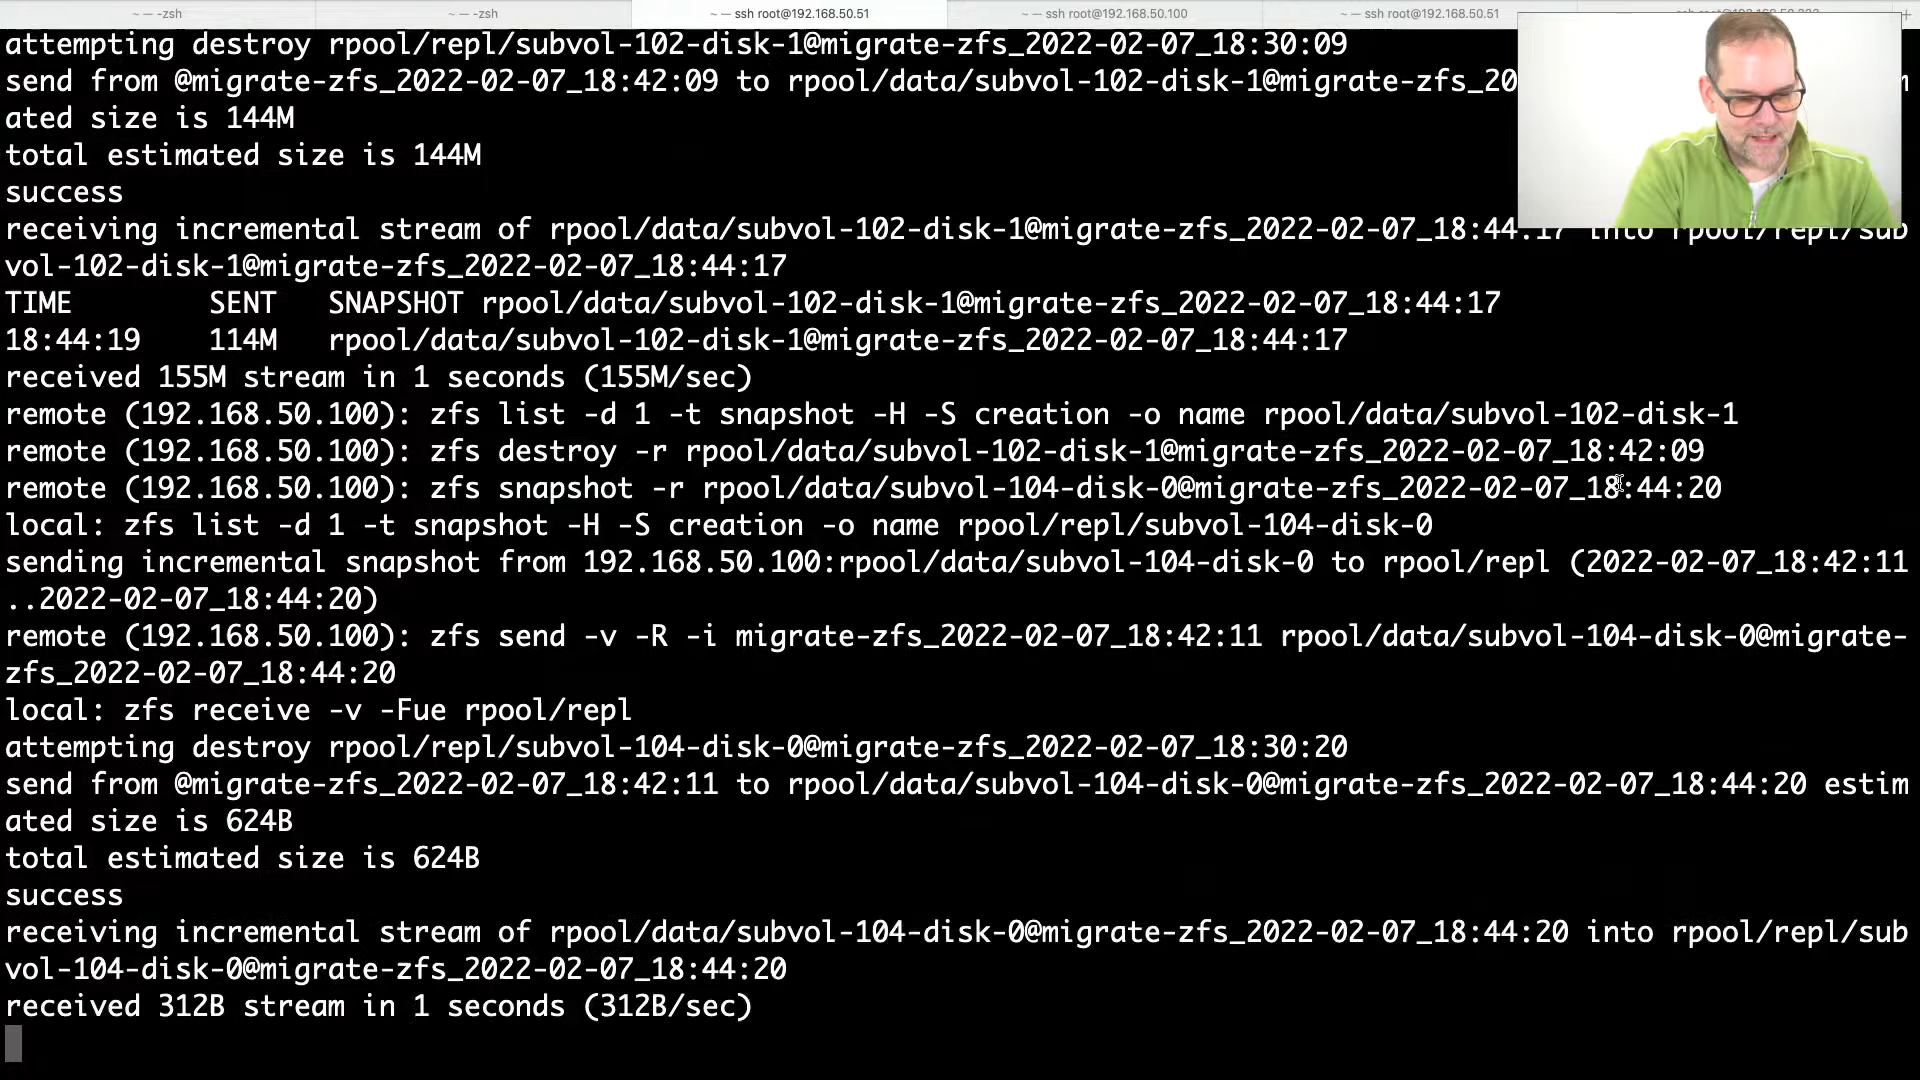 ~ — -zsh
~ — -zsh
~ — ssh root@192.168.50.51
~ — ssh root@192.168.50.100
~ — ssh root@192.168.50.51
attempting destroy rpool/repl/subvol-102-disk-1@migrate-zfs_2022-02-07_18:30:09
send from @migrate-zfs_2022-02-07_18:42:09 to rpool/data/subvol-102-disk-1@migrate-zfs_20
ated size is 144M
total estimated size is 144M
success
receiving incremental stream of rpool/data/subvol-102-disk-1@migrate-zfs_2022-02-07_18:44:17 into rpool/repl/sub
vol-102-disk-1@migrate-zfs_2022-02-07_18:44:17
TIME        SENT   SNAPSHOT rpool/data/subvol-102-disk-1@migrate-zfs_2022-02-07_18:44:17
18:44:19    114M   rpool/data/subvol-102-disk-1@migrate-zfs_2022-02-07_18:44:17
received 155M stream in 1 seconds (155M/sec)
remote (192.168.50.100): zfs list -d 1 -t snapshot -H -S creation -o name rpool/data/subvol-102-disk-1
remote (192.168.50.100): zfs destroy -r rpool/data/subvol-102-disk-1@migrate-zfs_2022-02-07_18:42:09
remote (192.168.50.100): zfs snapshot -r rpool/data/subvol-104-disk-0@migrate-zfs_2022-02-07_18:44:20
local: zfs list -d 1 -t snapshot -H -S creation -o name rpool/repl/subvol-104-disk-0
sending incremental snapshot from 192.168.50.100:rpool/data/subvol-104-disk-0 to rpool/repl (2022-02-07_18:42:11
..2022-02-07_18:44:20)
remote (192.168.50.100): zfs send -v -R -i migrate-zfs_2022-02-07_18:42:11 rpool/data/subvol-104-disk-0@migrate-
zfs_2022-02-07_18:44:20
local: zfs receive -v -Fue rpool/repl
attempting destroy rpool/repl/subvol-104-disk-0@migrate-zfs_2022-02-07_18:30:20
send from @migrate-zfs_2022-02-07_18:42:11 to rpool/data/subvol-104-disk-0@migrate-zfs_2022-02-07_18:44:20 estim
ated size is 624B
total estimated size is 624B
success
receiving incremental stream of rpool/data/subvol-104-disk-0@migrate-zfs_2022-02-07_18:44:20 into rpool/repl/sub
vol-104-disk-0@migrate-zfs_2022-02-07_18:44:20
received 312B stream in 1 seconds (312B/sec)